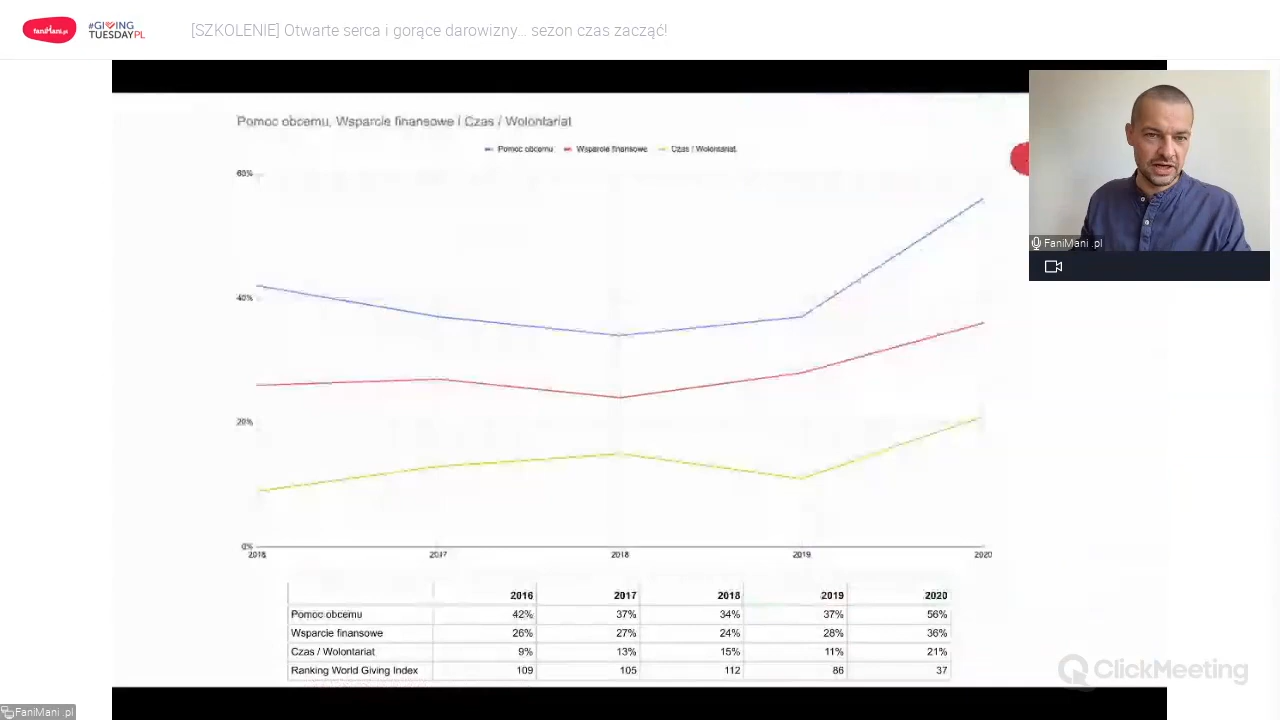 faniMani.pl
#GIVING
TUESDAYPL
[SZKOLENIE] Otwarte serca i gorące darowizny... sezon czas zacząć!
Pomoc obcemu, Wsparcie finansowe i Czas / Wolontariat
Pomoc obcemu Wsparcie finansowe Czas / Wolontariat
60%
40%
20%
0%
2016 2017 2018 2019 2020
2016 2017 2018 2019 2020
Pomoc obcemu 42% 37% 34% 37% 56%
Wsparcie finansowe 26% 27% 24% 28% 36%
Czas / Wolontariat 9% 13% 15% 11% 21%
Ranking World Giving Index 109 105 112 86 37
FaniMani .pl
ClickMeeting
FaniMani .pl